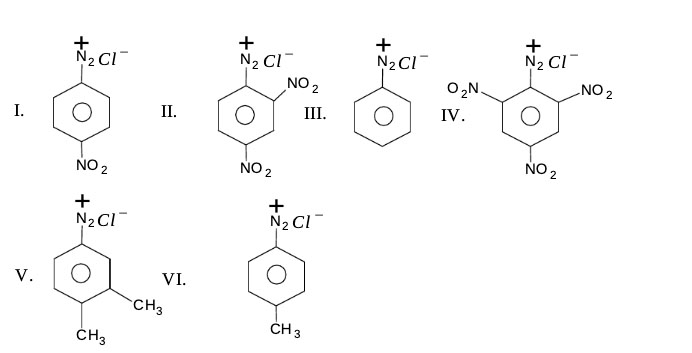 + + + +
N₂Cl⁻ N₂Cl⁻ N₂Cl⁻ N₂Cl⁻
NO₂ O₂N NO₂
I. II. III. IV.
NO₂ NO₂ NO₂
+ +
N₂Cl⁻ N₂Cl⁻
V. VI.
CH₃
CH₃ CH₃